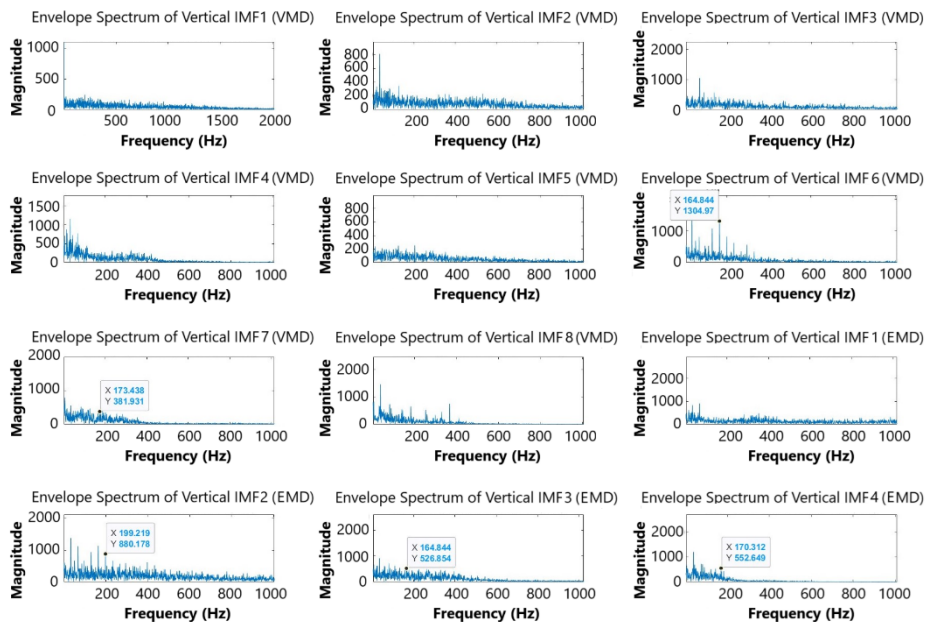 Envelope Spectrum of Vertical IMF1 (VMD)
Envelope Spectrum of Vertical IMF2 (VMD)
Envelope Spectrum of Vertical IMF3 (VMD)
Magnitude
1000
500
0
500
1000
1500
2000
Frequency (Hz)
Magnitude
800
600
400
200
0
200
400
600
800
1000
Frequency (Hz)
Magnitude
2000
1000
0
200
400
600
800
1000
Frequency (Hz)
Envelope Spectrum of Vertical IMF4 (VMD)
Envelope Spectrum of Vertical IMF5 (VMD)
Envelope Spectrum of Vertical IMF 6 (VMD)
Magnitude
1500
1000
500
0
200
400
600
800
1000
Frequency (Hz)
Magnitude
800
600
400
200
0
200
400
600
800
1000
Frequency (Hz)
Magnitude
X 164.844
Y 1304.97
1000
0
200
400
600
800
1000
Frequency (Hz)
Envelope Spectrum of Vertical IMF7 (VMD)
Envelope Spectrum of Vertical IMF8 (VMD)
Envelope Spectrum of Vertical IMF1 (EMD)
Magnitude
2000
1000
0
X 173.438
Y 381.931
200
400
600
800
1000
Frequency (Hz)
Magnitude
2000
1000
0
200
400
600
800
1000
Frequency (Hz)
Magnitude
2000
1000
0
200
400
600
800
1000
Frequency (Hz)
Envelope Spectrum of Vertical IMF2 (EMD)
Envelope Spectrum of Vertical IMF3 (EMD)
Envelope Spectrum of Vertical IMF4 (EMD)
Magnitude
2000
1000
0
X 199.219
Y 880.178
200
400
600
800
1000
Frequency (Hz)
Magnitude
2000
1000
0
X 164.844
Y 526.854
200
400
600
800
1000
Frequency (Hz)
Magnitude
2000
1000
0
X 170.312
Y 552.649
200
400
600
800
1000
Frequency (Hz)